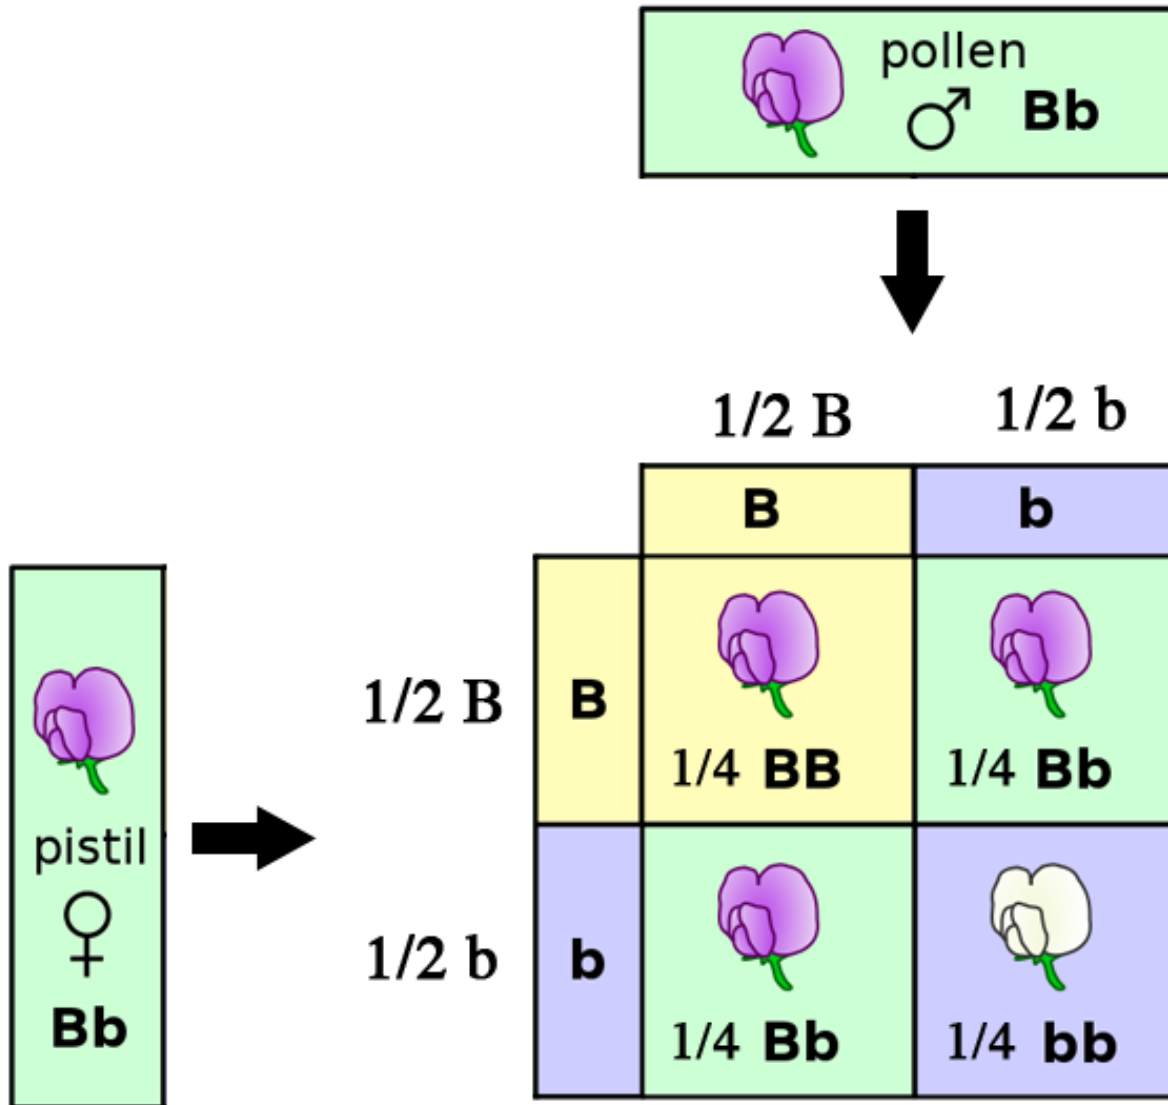 pollen
♂ Bb
1/2 B 1/2 b
B b
1/2 B B
1/4 BB 1/4 Bb
pistil
♀
Bb
1/2 b b
1/4 Bb 1/4 bb